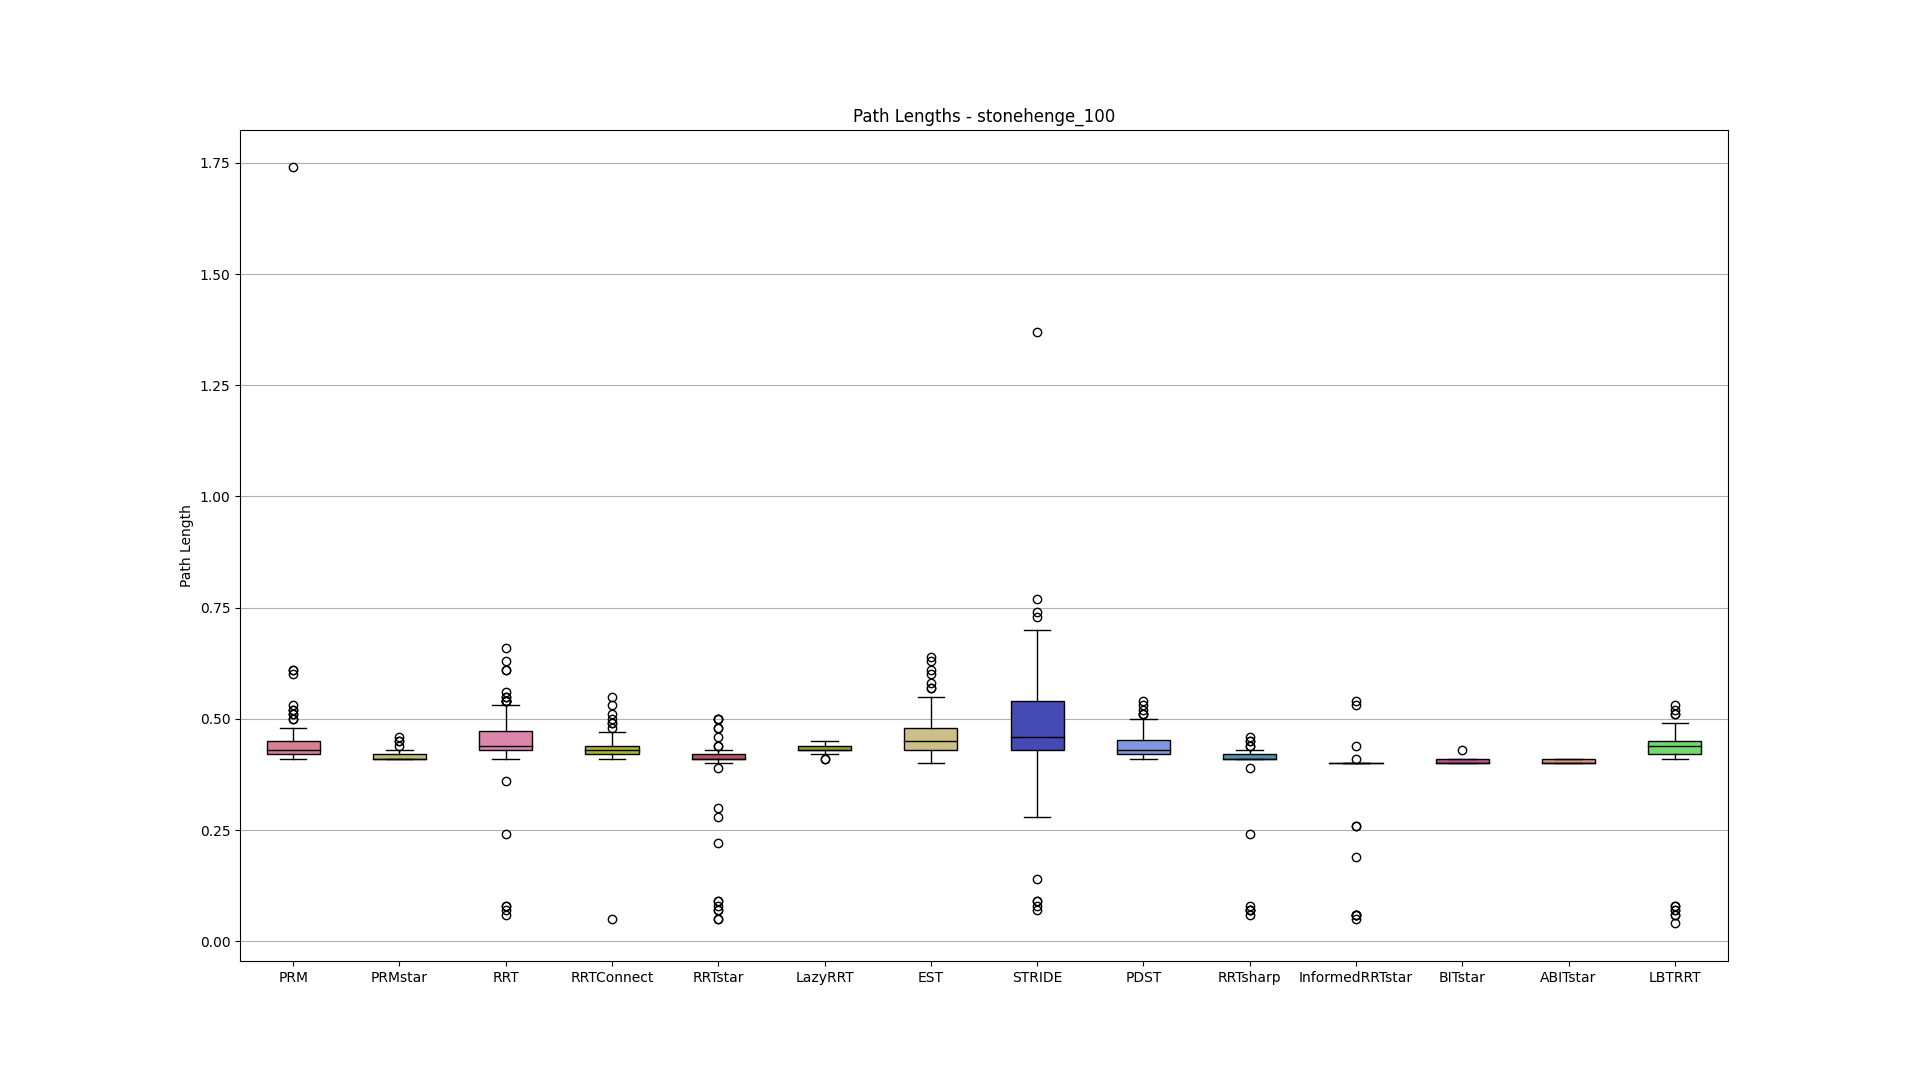 Path Lengths - stonehenge_100
Path Length
1.75
1.50
1.25
1.00
0.75
0.50
0.25
0.00
PRM PRMstar RRT RRTConnect RRTstar LazyRRT EST STRIDE PDST RRTsharp InformedRRTstar BITstar ABITstar LBTRRT